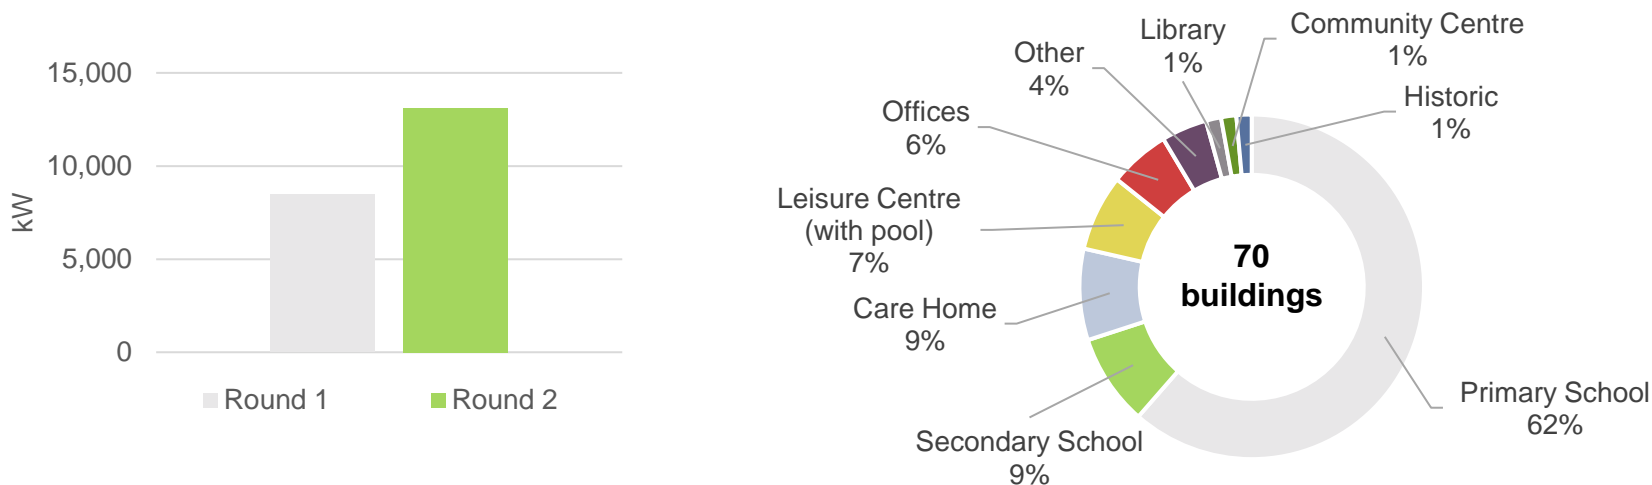 15,000
10,000
5,000
0
kW
Round 1
Round 2
Library
1%
Community Centre
1%
Other
4%
Historic
1%
Offices
6%
Leisure Centre
(with pool)
7%
70
buildings
Care Home
9%
Primary School
62%
Secondary School
9%